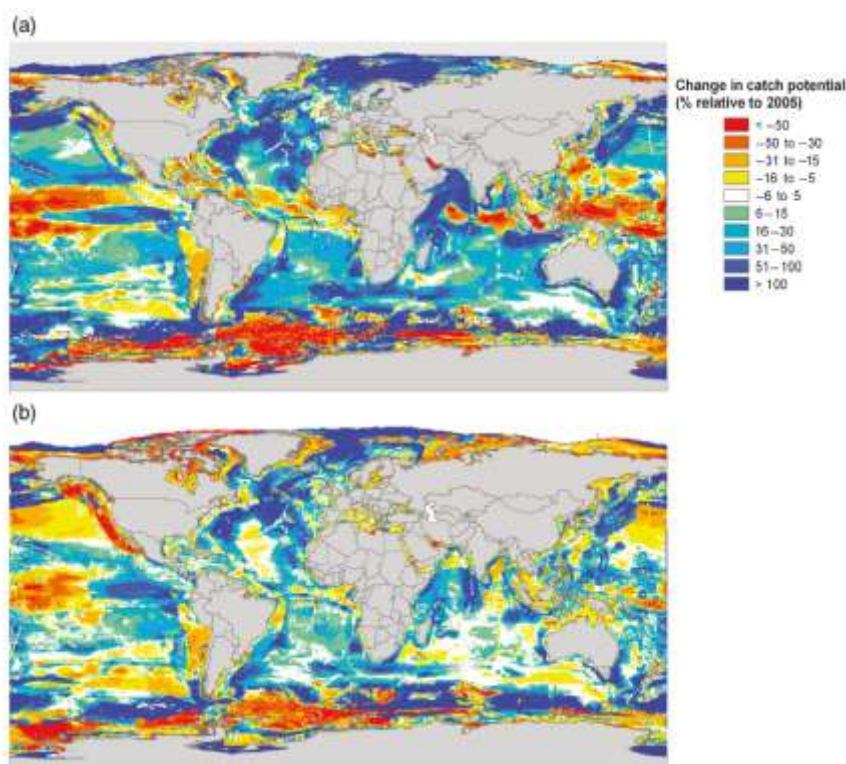 (a)
Change in catch potential
(% relative to 2005)
< –50
–50 to –30
–31 to –15
–16 to –5
–6 to 5
6–15
16–30
31–50
51–100
> 100
(b)